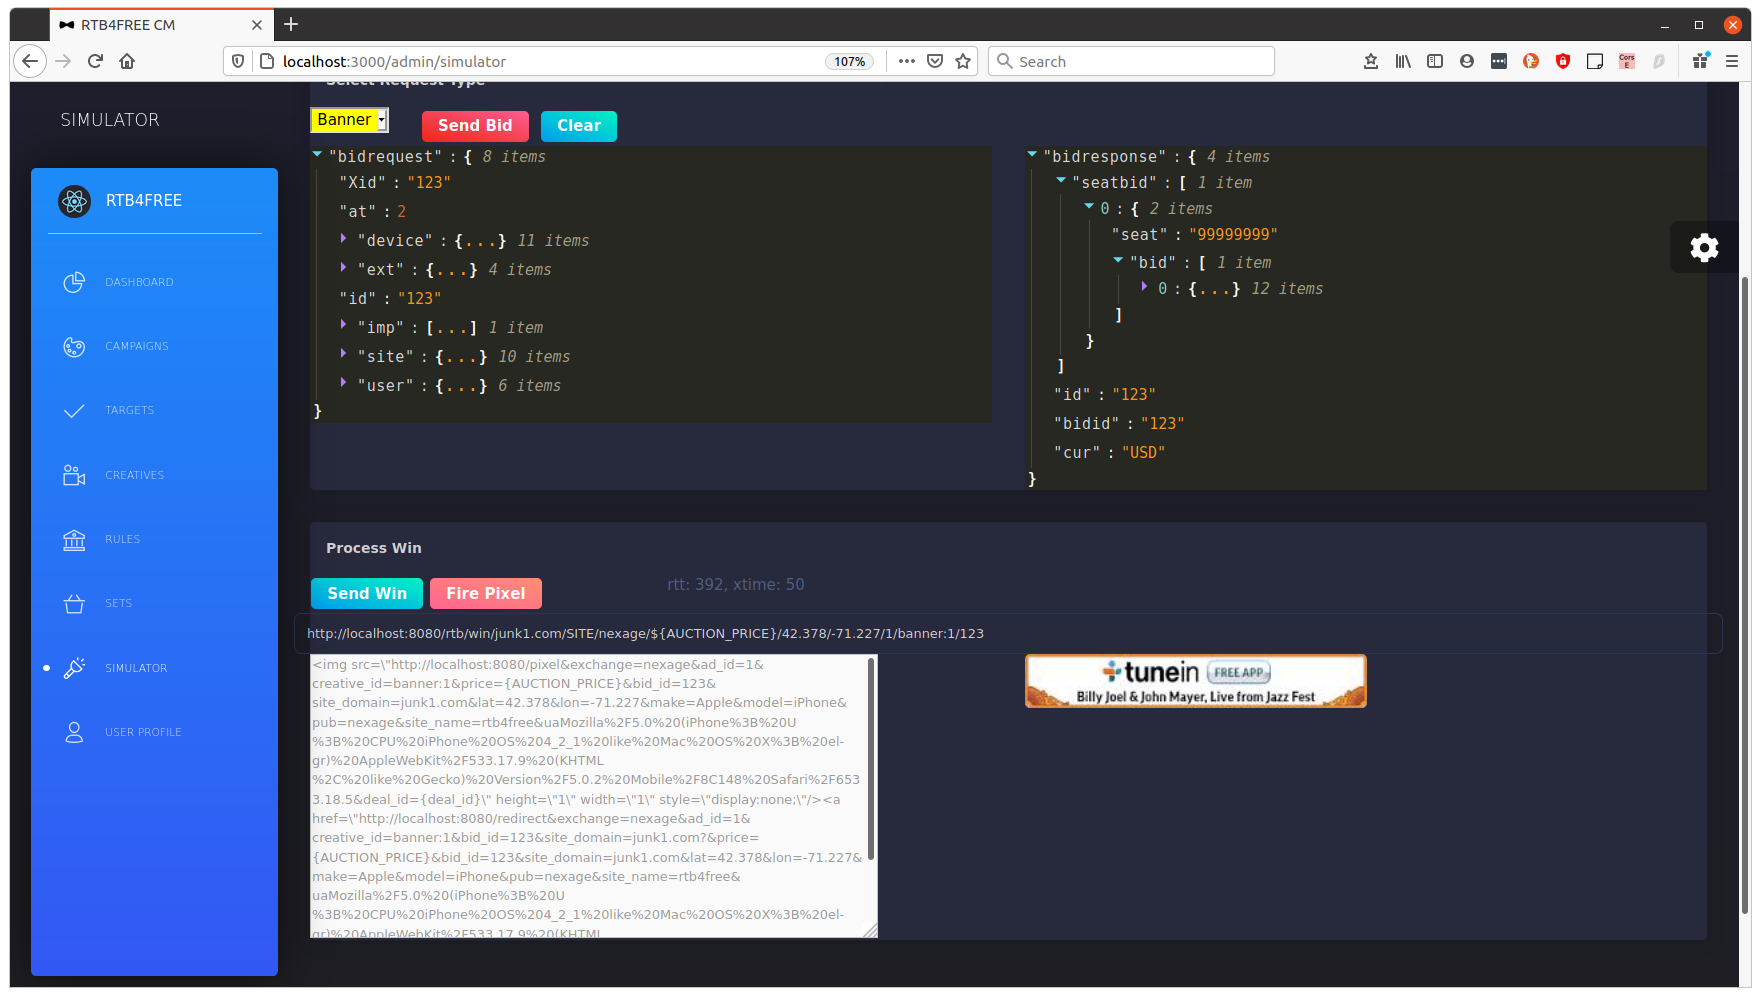 RTB4FREE CM
localhost:3000/admin/simulator
107%
Search
Select Request Type
SIMULATOR
Banner
Send Bid
Clear
RTB4FREE
DASHBOARD
CAMPAIGNS
TARGETS
CREATIVES
RULES
SETS
SIMULATOR
USER PROFILE
"bidrequest" : { 8 items
"Xid" : "123"
"at" : 2
"device" : {...} 11 items
"ext" : {...} 4 items
"id" : "123"
"imp" : [...] 1 item
"site" : {...} 10 items
"user" : {...} 6 items
}
"bidresponse" : { 4 items
"seatbid" : [ 1 item
0 : { 2 items
"seat" : "99999999"
"bid" : [ 1 item
0 : {...} 12 items
]
}
]
"id" : "123"
"bidid" : "123"
"cur" : "USD"
}
Process Win
Send Win
Fire Pixel
rtt: 392, xtime: 50
http://localhost:8080/rtb/win/junk1.com/SITE/nexage/${AUCTION_PRICE}/42.378/-71.227/1/banner:1/123
<img src=\"http://localhost:8080/pixel&exchange=nexage&ad_id=1&
creative_id=banner:1&price={AUCTION_PRICE}&bid_id=123&
site_domain=junk1.com&lat=42.378&lon=-71.227&make=Apple&model=iPhone&
pub=nexage&site_name=rtb4free&uaMozilla%2F5.0%20(iPhone%3B%20U
%3B%20CPU%20iPhone%20OS%204_2_1%20like%20Mac%20OS%20X%3B%20el-
gr)%20AppleWebKit%2F533.17.9%20(KHTML
%2C%20like%20Gecko)%20Version%2F5.0.2%20Mobile%2F8C148%20Safari%2F653
3.18.5&deal_id={deal_id}\" height=\"1\" width=\"1\" style=\"display:none;\"/><a
href=\"http://localhost:8080/redirect&exchange=nexage&ad_id=1&
creative_id=banner:1&bid_id=123&site_domain=junk1.com?&price=
{AUCTION_PRICE}&bid_id=123&site_domain=junk1.com&lat=42.378&lon=-71.227&
make=Apple&model=iPhone&pub=nexage&site_name=rtb4free&
uaMozilla%2F5.0%20(iPhone%3B%20U
%3B%20CPU%20iPhone%20OS%204_2_1%20like%20Mac%20OS%20X%3B%20el-
gr)%20AppleWebKit%2F533.17.9%20(KHTML
tunein FREE APP
Billy Joel & John Mayer, Live from Jazz Fest